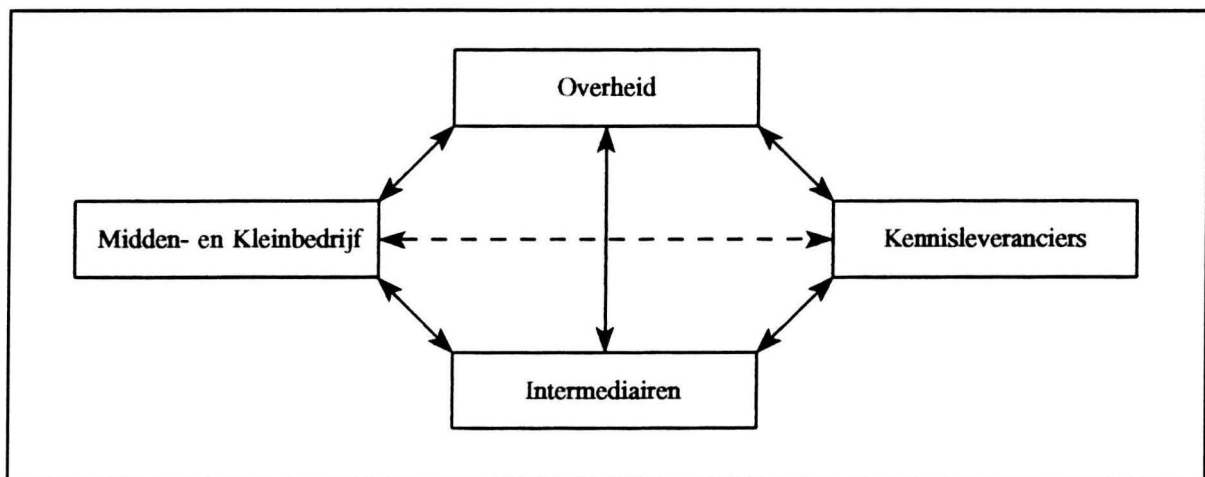 Overheid
Midden- en Kleinbedrijf
Kennisleveranciers
Intermediairen